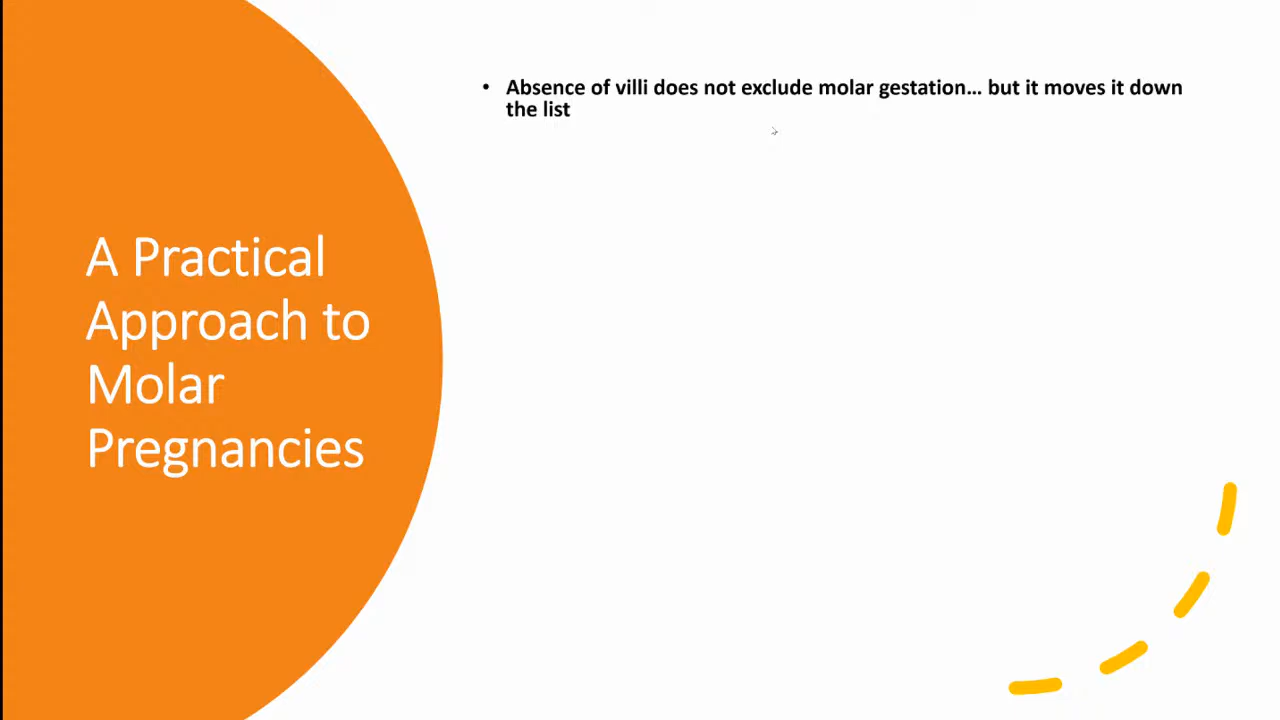 A Practical
Approach to
Molar
Pregnancies
• Absence of villi does not exclude molar gestation... but it moves it down
the list